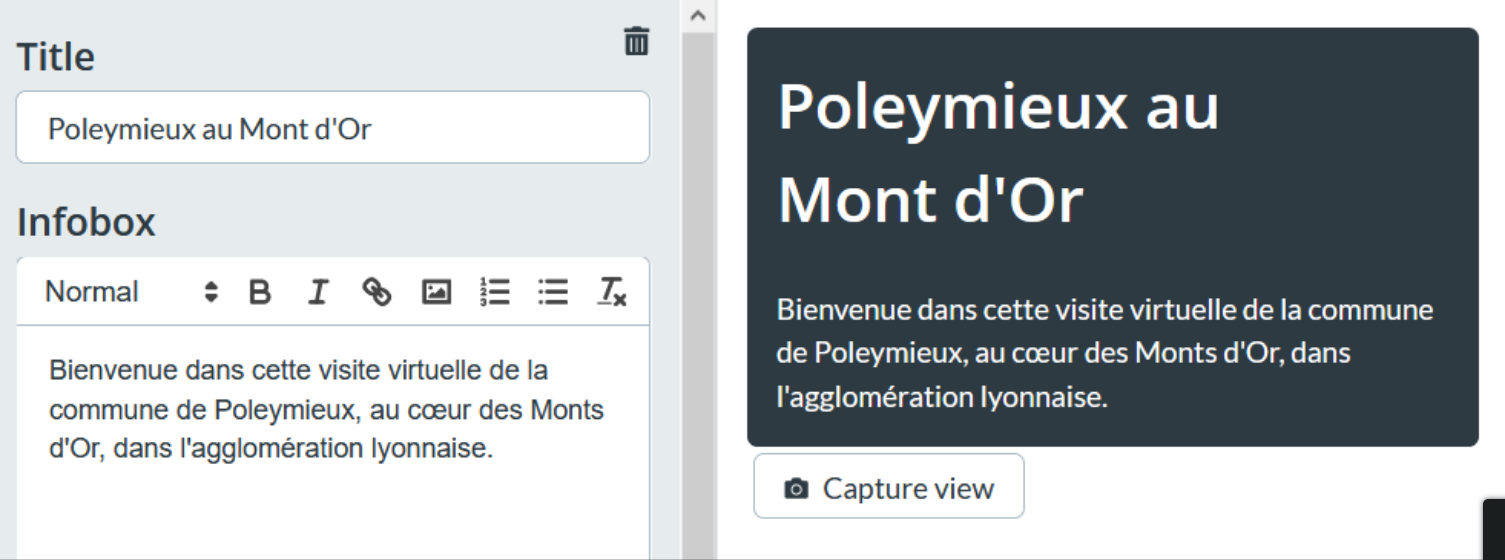 Title
Poleymieux au Mont d'Or
Infobox
Normal
Bienvenue dans cette visite virtuelle de la
commune de Poleymieux, au cœur des Monts
d'Or, dans l'agglomération lyonnaise.
Poleymieux au
Mont d'Or
Bienvenue dans cette visite virtuelle de la commune
de Poleymieux, au cœur des Monts d'Or, dans
l'agglomération lyonnaise.
Capture view